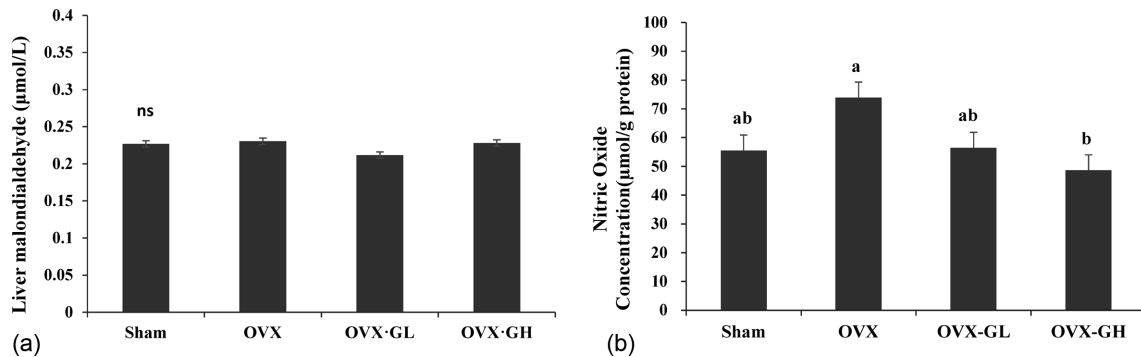 Liver malondialdehyde (µmol/L)
0.4
0.35
0.3
0.25
0.2
0.15
0.1
0.05
0
ns
Sham
OVX
OVX·GL
OVX·GH
(a)
Nitric Oxide
Concentration(µmol/g protein)
100
90
80
70
60
50
40
30
20
10
0
ab
a
ab
b
Sham
OVX
OVX-GL
OVX-GH
(b)